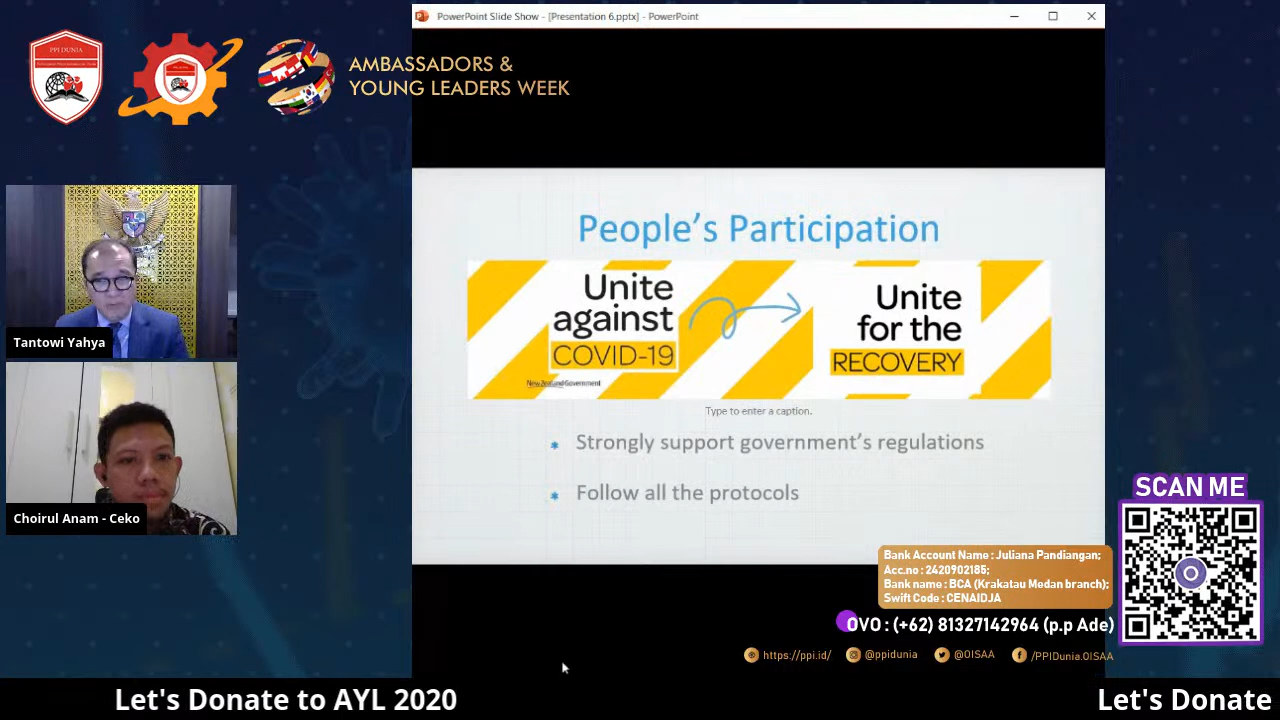 PowerPoint Slide Show - [Presentation 6.pptx] - PowerPoint
PPI DUNIA
AMBASSADORS &
YOUNG LEADERS WEEK
People's Participation
Unite
against
COVID-19
New Zealand Government
Unite
for the
RECOVERY
Type to enter a caption.
Strongly support government's regulations
Follow all the protocols
Tantowi Yahya
Choirul Anam - Ceko
SCAN ME
Bank Account Name : Juliana Pandiangan;
Acc.no : 2420902185;
Bank name : BCA (Krakatau Medan branch);
Swift Code : CENAIDJA
OVO : (+62) 81327142964 (p.p Ade)
https://ppi.id/
@ppidunia
@OISAA
/PPIDunia.OISAA
Let's Donate to AYL 2020
Let's Donate